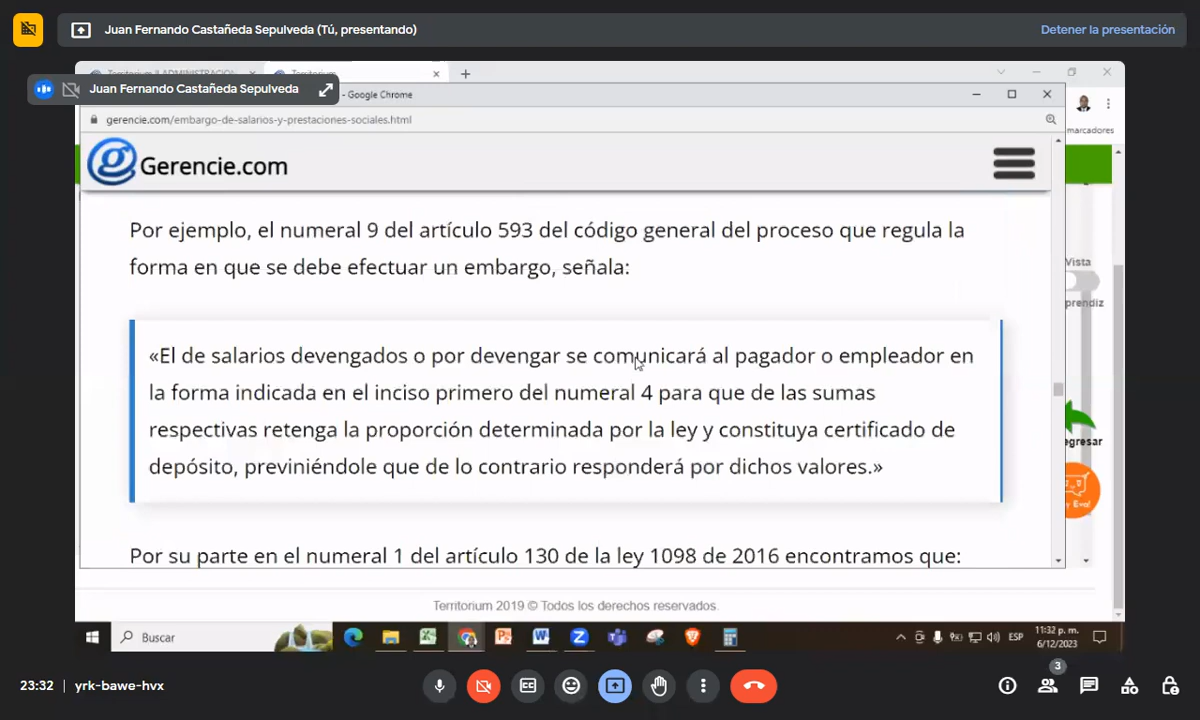 Juan Fernando Castañeda Sepulveda (Tú, presentando)
Detener la presentación
Juan Fernando Castañeda Sepulveda
- Google Chrome
gerencie.com/embargo-de-salarios-y-prestaciones-sociales.html
marcadores
Gerencie.com
Por ejemplo, el numeral 9 del artículo 593 del código general del proceso que regula la
forma en que se debe efectuar un embargo, señala:
Vista
prendiz
«El de salarios devengados o por devengar se comunicará al pagador o empleador en
la forma indicada en el inciso primero del numeral 4 para que de las sumas
respectivas retenga la proporción determinada por la ley y constituya certificado de
depósito, previniéndole que de lo contrario responderá por dichos valores.»
egresar
Por su parte en el numeral 1 del artículo 130 de la ley 1098 de 2016 encontramos que:
Territorium 2019 © Todos los derechos reservados.
Buscar
ESP
11:32 p. m.
6/12/2023
23:32 | yrk-bawe-hvx
3